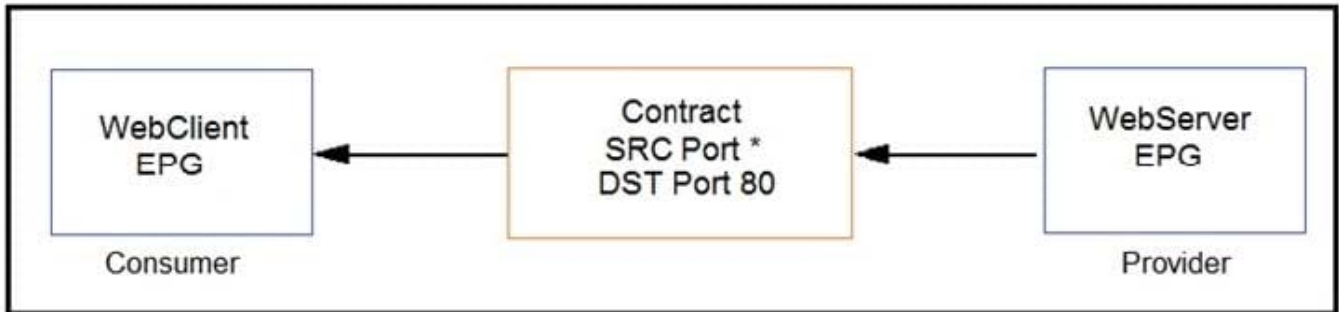 WebClient
EPG
Consumer
Contract
SRC Port *
DST Port 80
WebServer
EPG
Provider